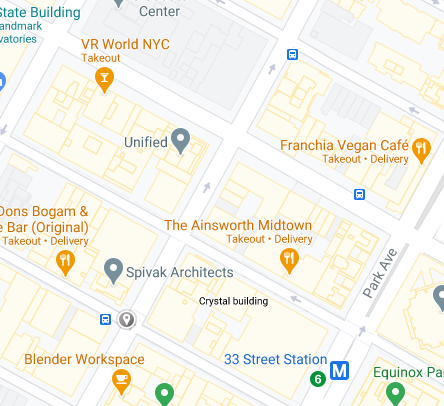 State Building
andmark
vatories
Center
VR World NYC
Takeout
Unified
Franchia Vegan Café
Takeout • Delivery
Dons Bogam &
e Bar (Original)
Takeout • Delivery
The Ainsworth Midtown
Takeout • Delivery
Park Ave
Spivak Architects
Crystal building
Blender Workspace
33 Street Station
M
6
Equinox Par